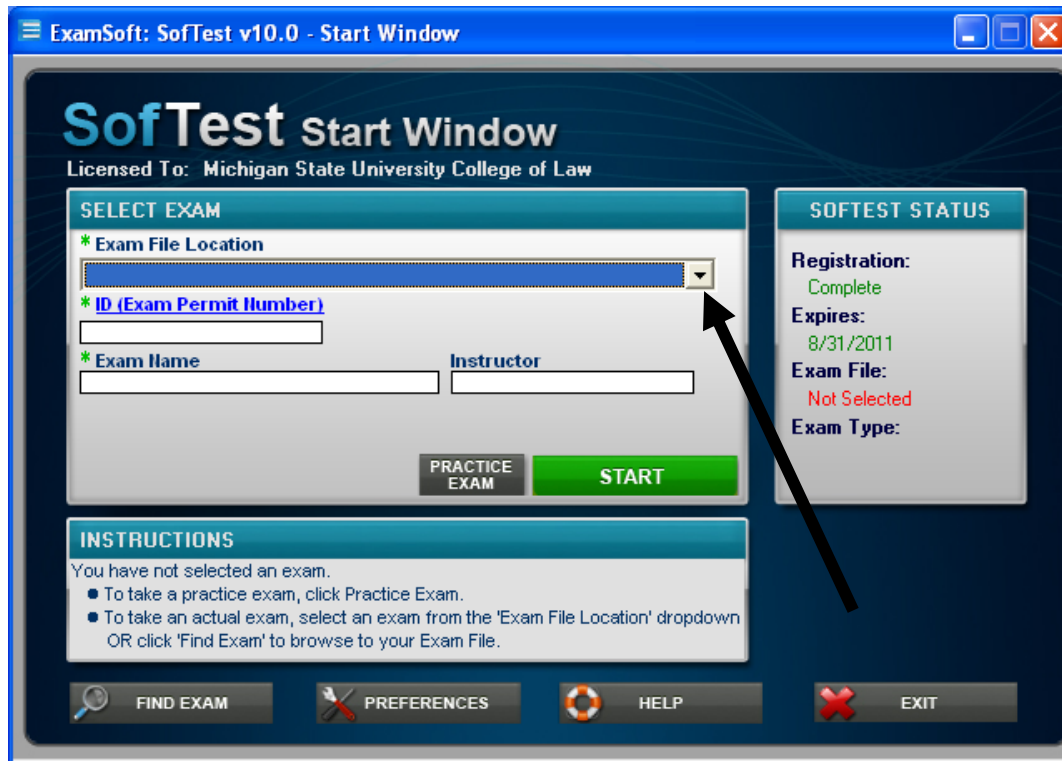 ExamSoft: SofTest v10.0 - Start Window
SofTest Start Window
Licensed To: Michigan State University College of Law
SELECT EXAM
* Exam File Location
* ID (Exam Permit Number)
* Exam Name
Instructor
PRACTICE
EXAM
START
SOFTEST STATUS
Registration:
Complete
Expires:
8/31/2011
Exam File:
Not Selected
Exam Type:
INSTRUCTIONS
You have not selected an exam.
● To take a practice exam, click Practice Exam.
● To take an actual exam, select an exam from the 'Exam File Location' dropdown
OR click 'Find Exam' to browse to your Exam File.
FIND EXAM
PREFERENCES
HELP
EXIT